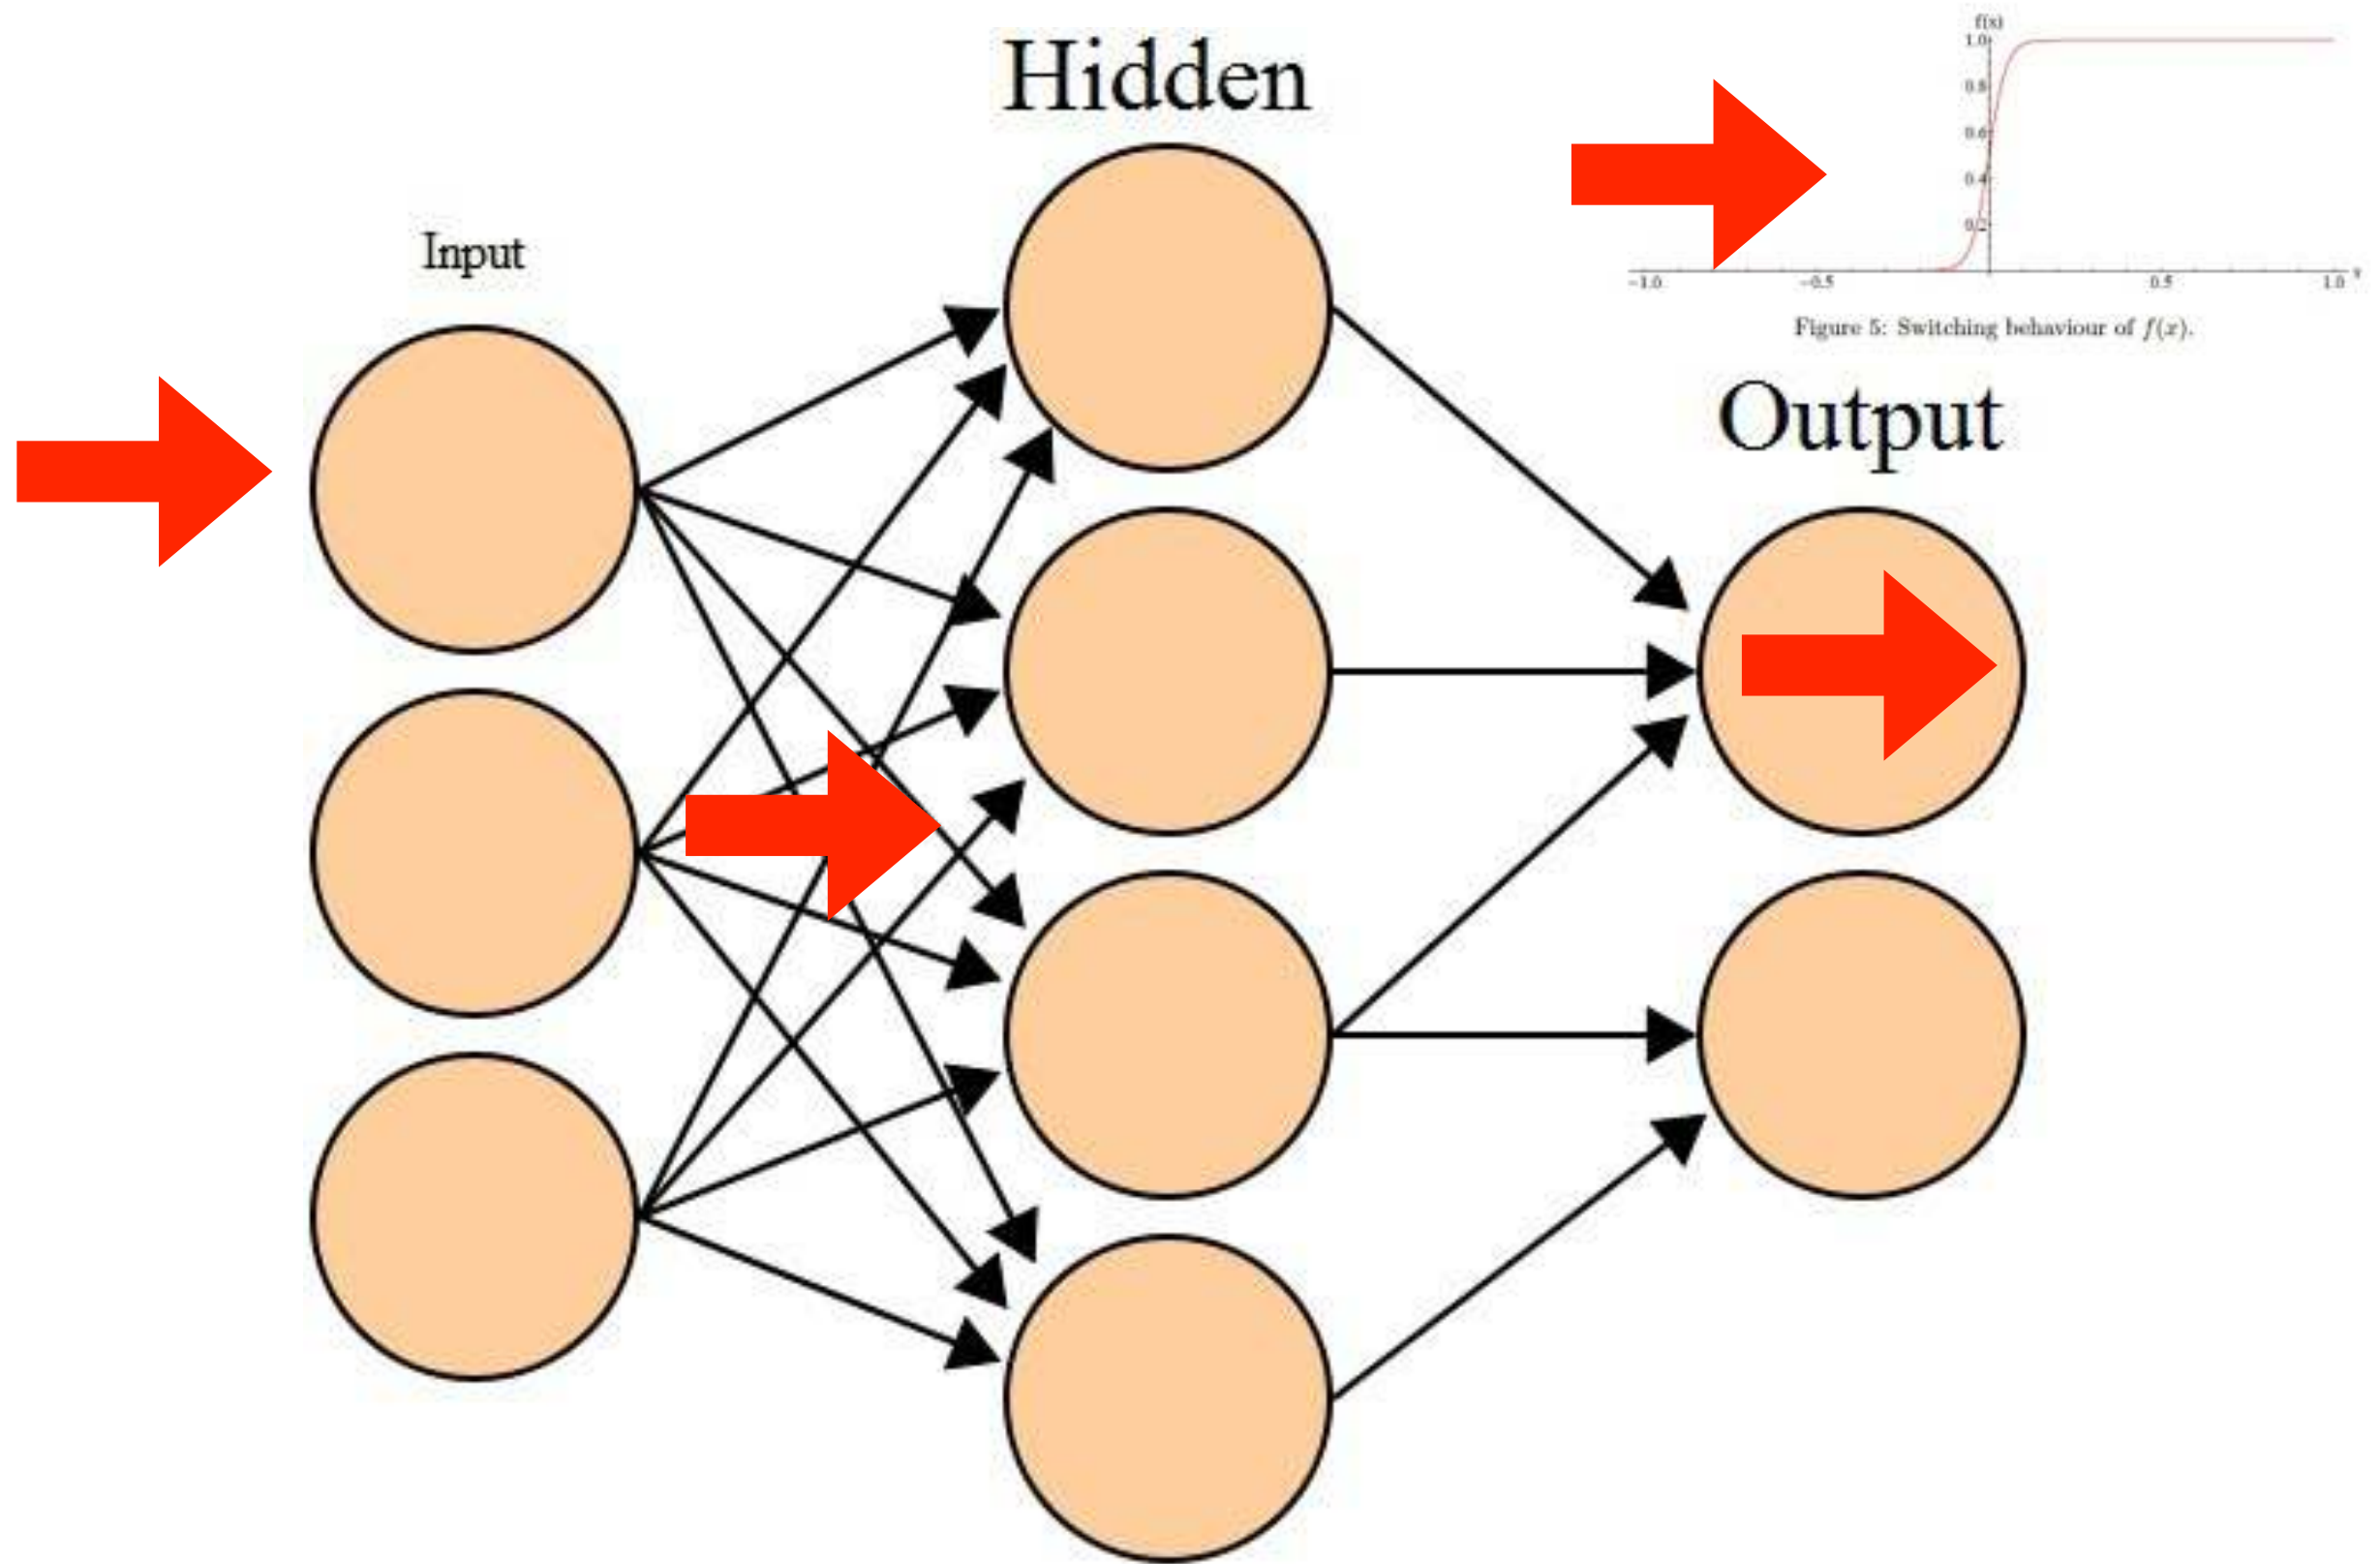 Hidden
f(x)
1.0
0.8
0.6
0.4
0.2
−1.0 −0.5 0.5 1.0
Figure 5: Switching behaviour of f(x).
Input
Output